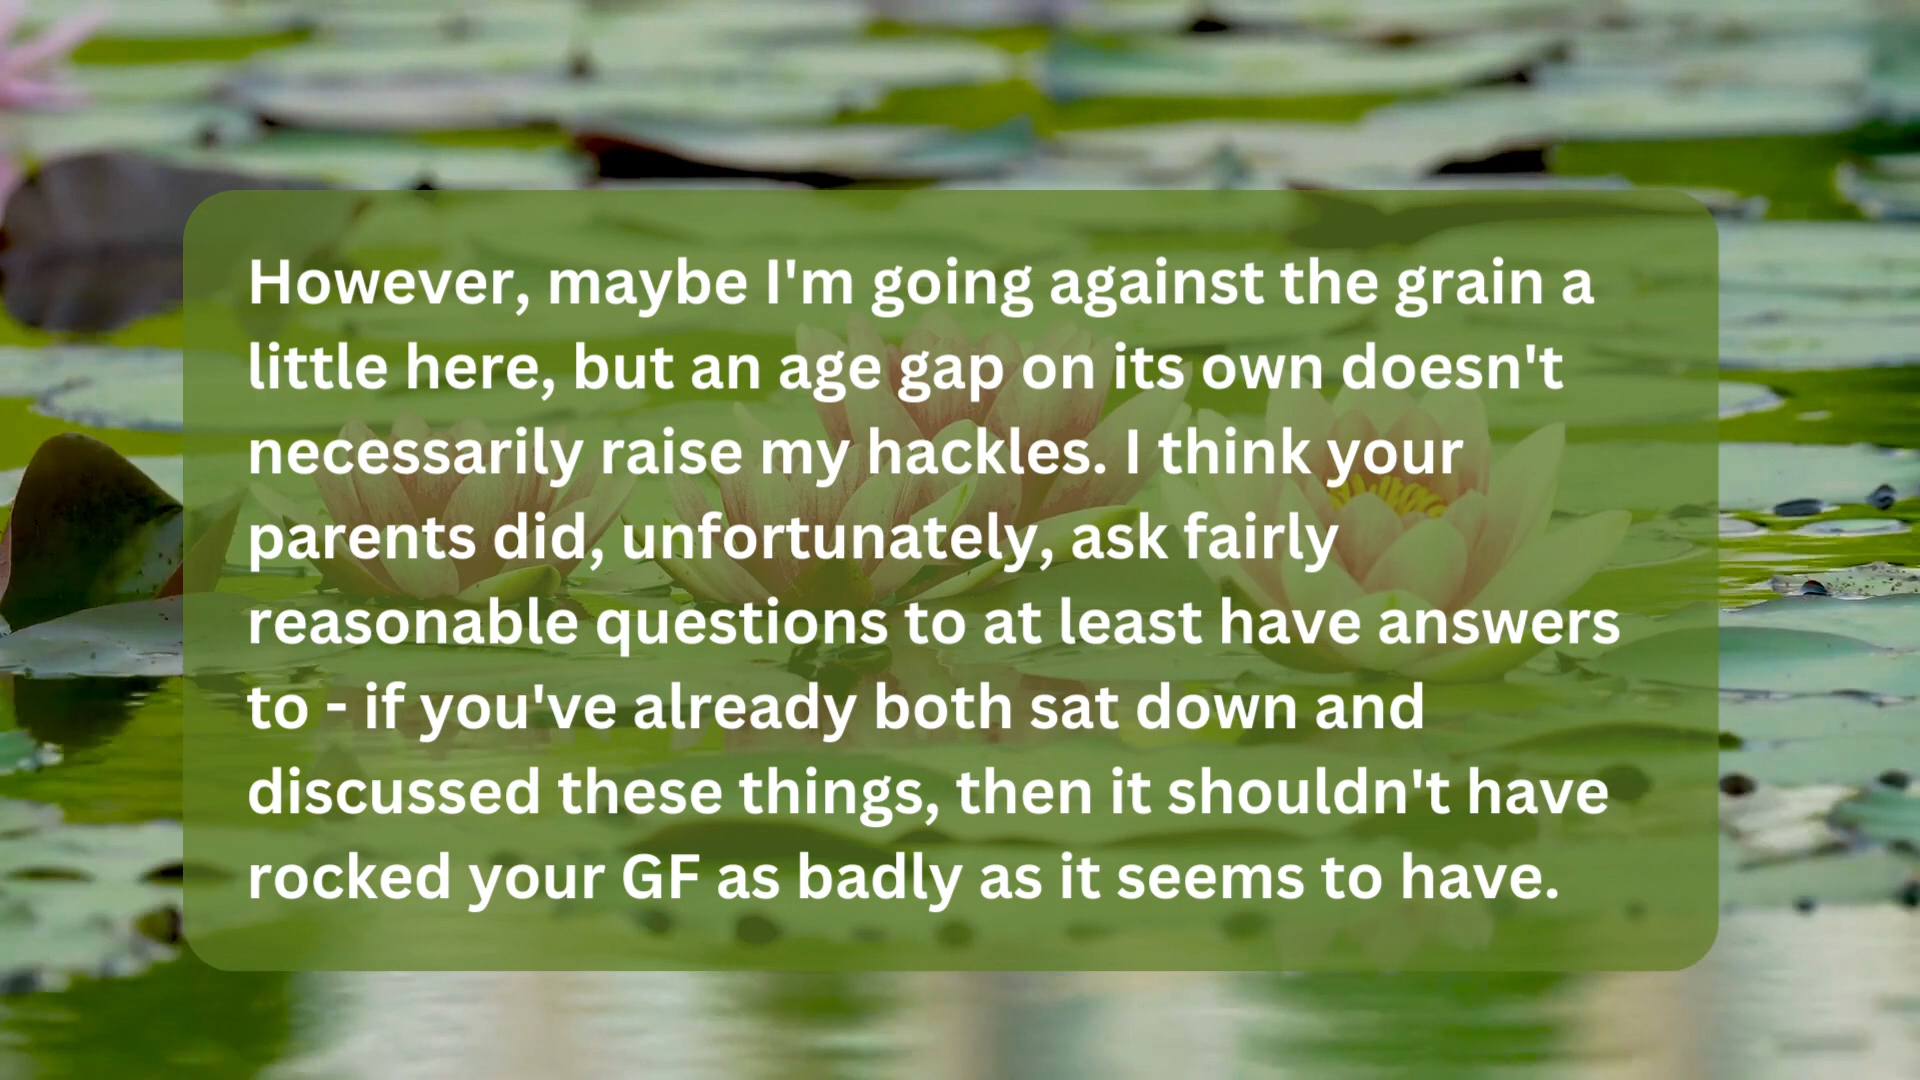 However, maybe I'm going against the grain a
little here, but an age gap on its own doesn't
necessarily raise my hackles. I think your
parents did, unfortunately, ask fairly
reasonable questions to at least have answers
to - if you've already both sat down and
discussed these things, then it shouldn't have
rocked your GF as badly as it seems to have.